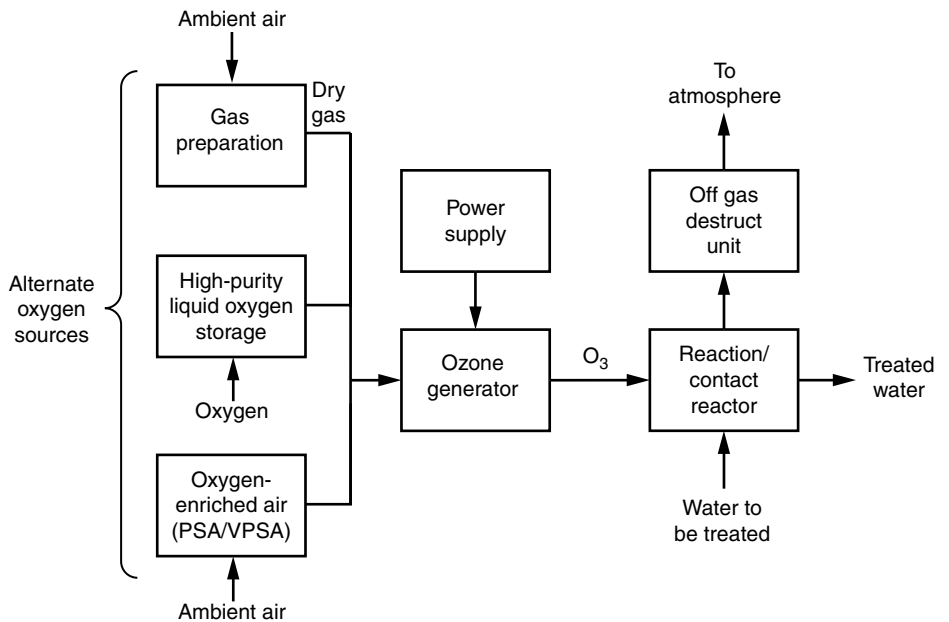 Ambient air
Gas
preparation
Dry
gas
Alternate
oxygen
sources
High-purity
liquid oxygen
storage
Oxygen
Oxygen-
enriched air
(PSA/VPSA)
Ambient air
Power
supply
Ozone
generator
O₃
To
atmosphere
Off gas
destruct
unit
Reaction/
contact
reactor
Treated
water
Water to
be treated